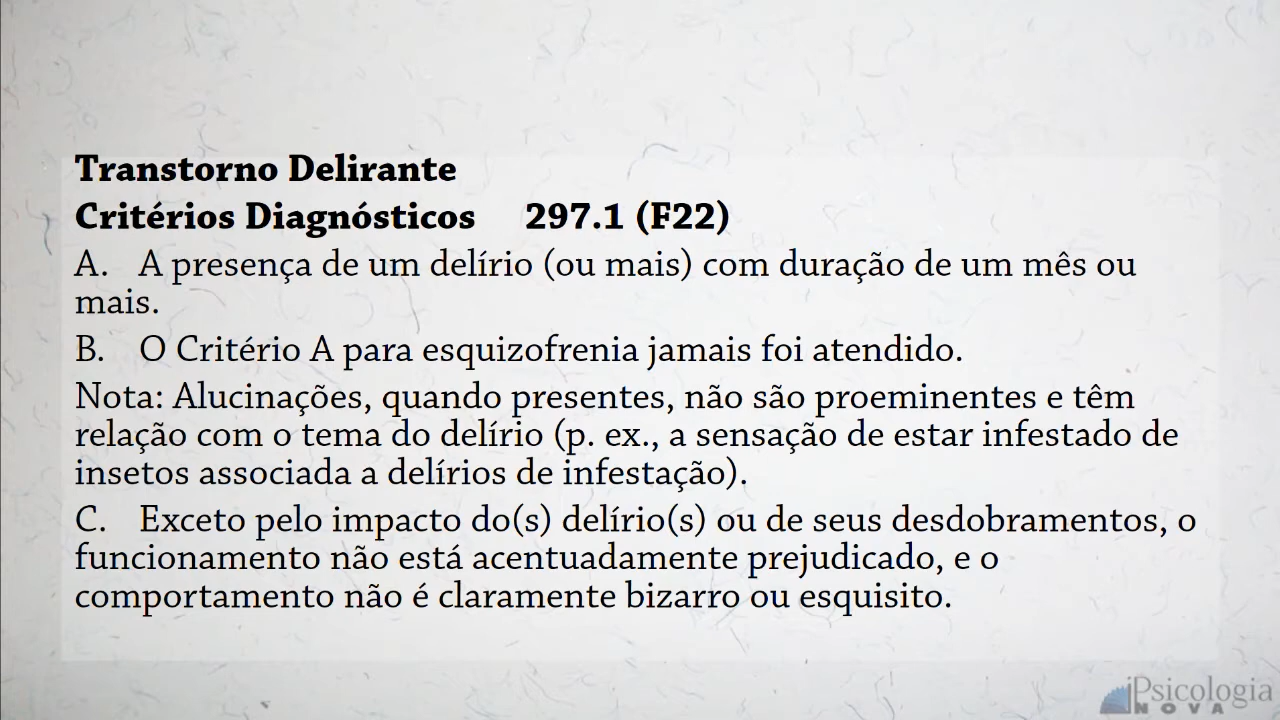 Transtorno Delirante
Critérios Diagnósticos 297.1 (F22)
A. A presença de um delírio (ou mais) com duração de um mês ou
mais.
B. O Critério A para esquizofrenia jamais foi atendido.
Nota: Alucinações, quando presentes, não são proeminentes e têm
relação com o tema do delírio (p. ex., a sensação de estar infestado de
insetos associada a delírios de infestação).
C. Exceto pelo impacto do(s) delírio(s) ou de seus desdobramentos, o
funcionamento não está acentuadamente prejudicado, e o
comportamento não é claramente bizarro ou esquisito.
Psicologia
NOVA